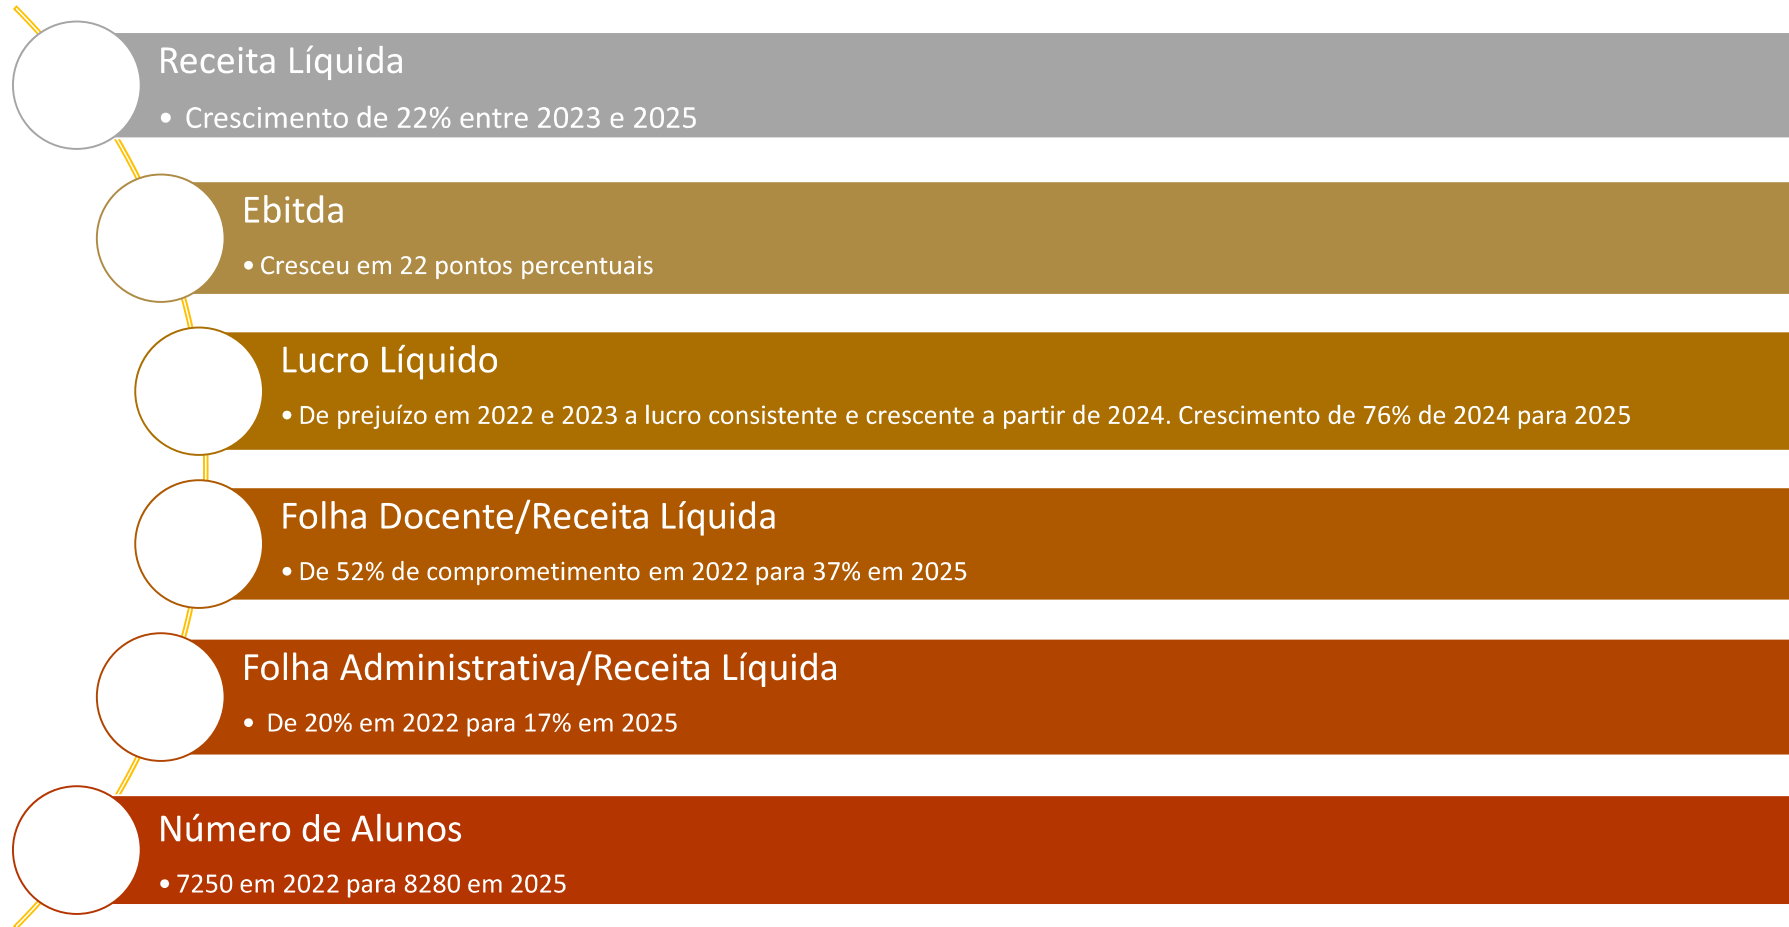 Receita Líquida
• Crescimento de 22% entre 2023 e 2025
Ebitda
• Cresceu em 22 pontos percentuais
Lucro Líquido
• De prejuízo em 2022 e 2023 a lucro consistente e crescente a partir de 2024. Crescimento de 76% de 2024 para 2025
Folha Docente/Receita Líquida
• De 52% de comprometimento em 2022 para 37% em 2025
Folha Administrativa/Receita Líquida
• De 20% em 2022 para 17% em 2025
Número de Alunos
• 7250 em 2022 para 8280 em 2025